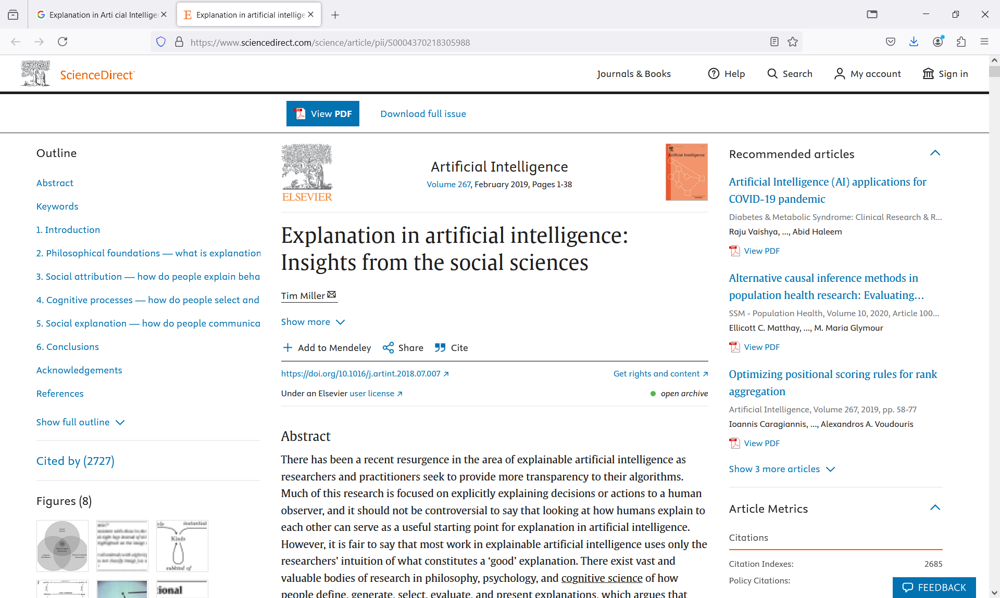 Explanation in Arti cial Intelliger
Explanation in artificial intellige
https://www.sciencedirect.com/science/article/pii/S0004370218305988
ScienceDirect
Journals & Books
Help
Search
My account
Sign in
View PDF
Download full issue
Outline
Abstract
Keywords
1. Introduction
2. Philosophical foundations — what is explanation
3. Social attribution — how do people explain beha
4. Cognitive processes — how do people select and
5. Social explanation — how do people communica
6. Conclusions
Acknowledgements
References
Show full outline
Cited by (2727)
Figures (8)
Kinds
ional
ELSEVIER
Artificial Intelligence
Volume 267, February 2019, Pages 1-38
Artificial Intelligence
Explanation in artificial intelligence:
Insights from the social sciences
Tim Miller
Show more
Add to Mendeley
Share
Cite
https://doi.org/10.1016/j.artint.2018.07.007
Get rights and content
Under an Elsevier user license
open archive
Abstract
There has been a recent resurgence in the area of explainable artificial intelligence as
researchers and practitioners seek to provide more transparency to their algorithms.
Much of this research is focused on explicitly explaining decisions or actions to a human
observer, and it should not be controversial to say that looking at how humans explain to
each other can serve as a useful starting point for explanation in artificial intelligence.
However, it is fair to say that most work in explainable artificial intelligence uses only the
researchers' intuition of what constitutes a ‘good’ explanation. There exist vast and
valuable bodies of research in philosophy, psychology, and cognitive science of how
people define, generate, select, evaluate, and present explanations, which argues that
Recommended articles
Artificial Intelligence (AI) applications for
COVID-19 pandemic
Diabetes & Metabolic Syndrome: Clinical Research & R...
Raju Vaishya, ..., Abid Haleem
View PDF
Alternative causal inference methods in
population health research: Evaluating...
SSM - Population Health, Volume 10, 2020, Article 100...
Ellicott C. Matthay, ..., M. Maria Glymour
View PDF
Optimizing positional scoring rules for rank
aggregation
Artificial Intelligence, Volume 267, 2019, pp. 58-77
Ioannis Caragiannis, ..., Alexandros A. Voudouris
View PDF
Show 3 more articles
Article Metrics
Citations
Citation Indexes: 2685
Policy Citations:
FEEDBACK